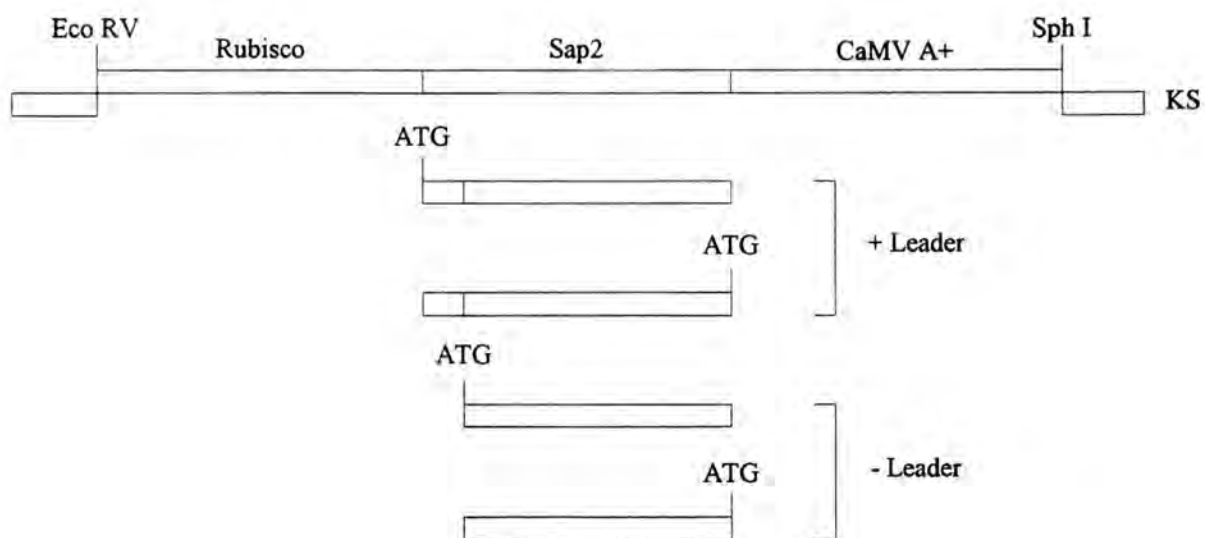 Eco RV
Sph I
Rubisco
Sap2
CaMV A+
KS
ATG
+ Leader
ATG
ATG
- Leader
ATG